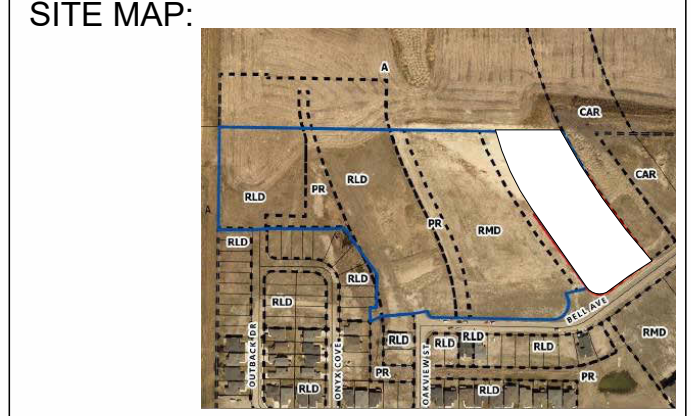 SITE MAP:
A
CAR
CAR
RLD
PR
RLD
A
PR
RMD
RLD
RLD
RLD
BELL AVE
RMD
OUTBACK DR
ONYX COVE
RLD
OAKVIEW ST
RLD
RLD
RLD
PR
PR
RLD
RLD